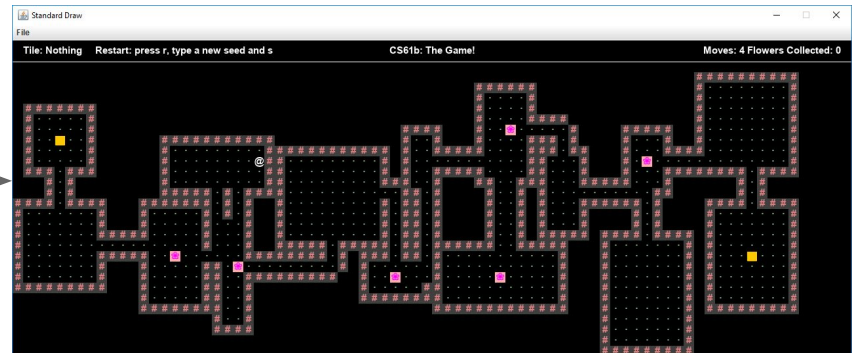 Standard Draw
File
Tile: Nothing Restart: press r, type a new seed and s CS61b: The Game! Moves: 4 Flowers Collected: 0
@